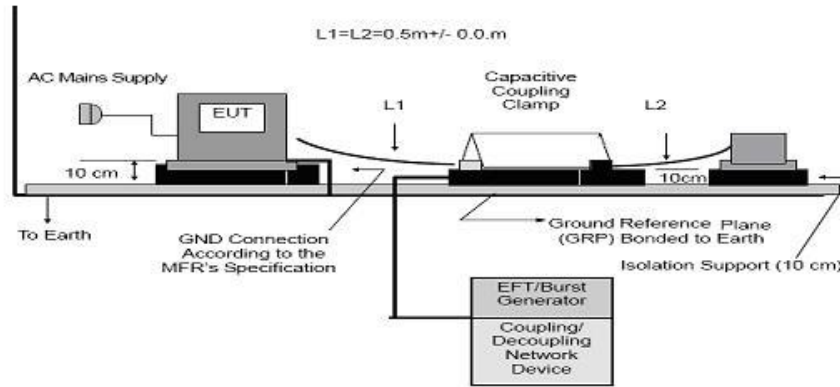 L1=L2=0.5m+/- 0.0.m
AC Mains Supply
EUT
L1
Capacitive
Coupling
Clamp
L2
10 cm
10cm
To Earth
GND Connection
According to the
MFR's Specification
Ground Reference Plane
(GRP) Bonded to Earth
Isolation Support (10 cm)
EFT/Burst
Generator
Coupling/
Decoupling
Network
Device